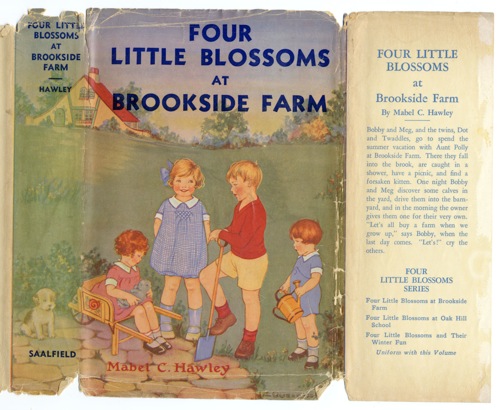 FOUR LITTLE
BLOSSOMS
AT
BROOKSIDE
FARM
HAWLEY
SAALFIELD
FOUR
LITTLE BLOSSOMS
AT
BROOKSIDE FARM
Mabel C. Hawley
FOUR LITTLE
BLOSSOMS
at
Brookside Farm
By Mabel C. Hawley
Bobby and Meg, and the twins, Dot
and Twaddles, go to spend the
summer vacation with Aunt Polly
at Brookside Farm. There they fall
into the brook, are caught in a
shower, have a picnic, and find a
forsaken kitten. One night Bobby
and Meg discover some calves in
the yard, drive them into the barn-
yard, and in the morning the owner
gives them one for their very own.
"Let's all buy a farm when we
grow up," says Bobby, when the
last day comes. "Let's!" cry the
others.
FOUR
LITTLE BLOSSOMS
SERIES
Four Little Blossoms at Brookside
Farm
Four Little Blossoms at Oak Hill
School
Four Little Blossoms and Their
Winter Fun
Uniform with this Volume